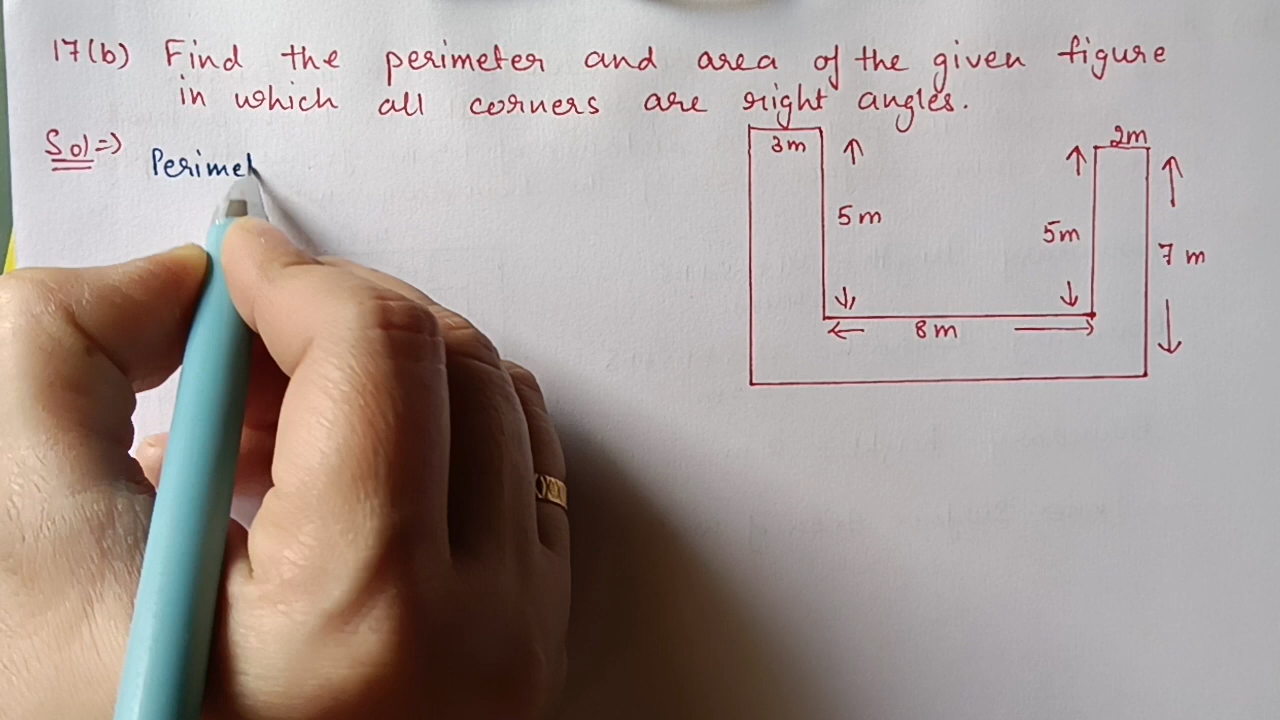 17(b) Find the perimeter and area of the given figure
in which all corners are right angles.
Sol=>
Perimet
3m
2m
5m
5m
7 m
8m